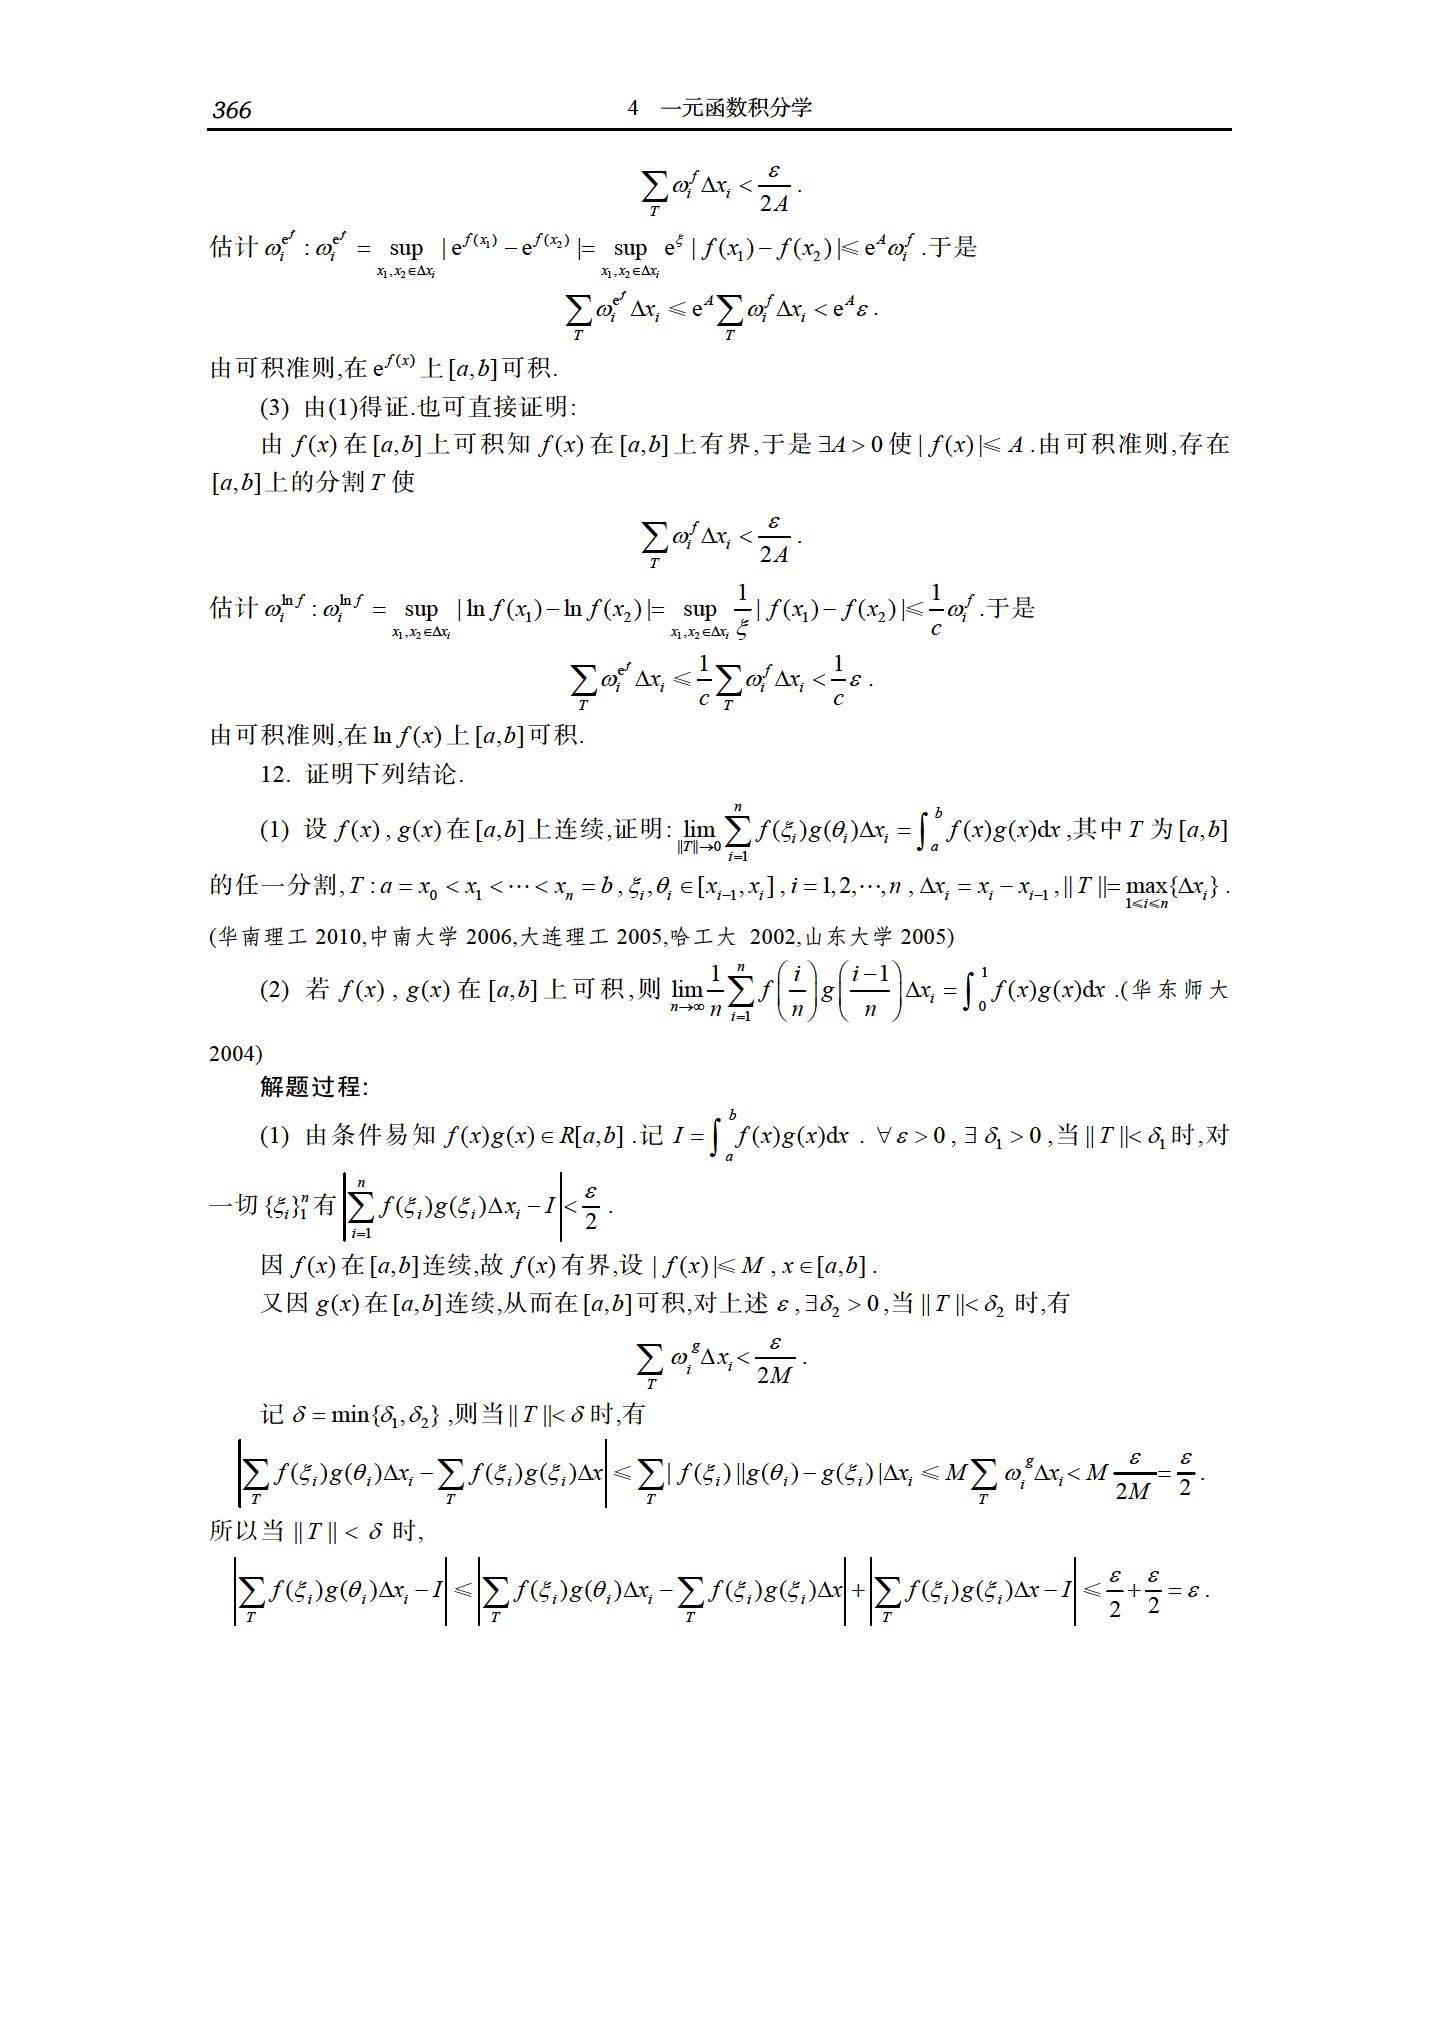 366 4 一元函数积分学
$\sum_{T}\omega_i^{f}\Delta x_i<\frac{\varepsilon}{2A}$.
估计 $\omega_i^{e^f}:\omega_i^{e^f}=\sup_{x_1,x_2\in\Delta x_i}|e^{f(x_1)}-e^{f(x_2)}|=\sup_{x_1,x_2\in\Delta x_i}e^{\xi}|f(x_1)-f(x_2)|\leqslant e^{A}\omega_i^{f}$.于是
$\sum_{T}\omega_i^{e^f}\Delta x_i\leqslant e^{A}\sum_{T}\omega_i^{f}\Delta x_i<e^{A}\varepsilon$.
由可积准则,在 $e^{f(x)}$ 上 $[a,b]$ 可积.
(3) 由(1)得证.也可直接证明:
由 $f(x)$ 在 $[a,b]$ 上可积知 $f(x)$ 在 $[a,b]$ 上有界,于是 $\exists A>0$ 使 $|f(x)|\leqslant A$.由可积准则,存在
$[a,b]$ 上的分割 $T$ 使
$\sum_{T}\omega_i^{f}\Delta x_i<\frac{\varepsilon}{2A}$.
估计 $\omega_i^{\ln f}:\omega_i^{\ln f}=\sup_{x_1,x_2\in\Delta x_i}|\ln f(x_1)-\ln f(x_2)|=\sup_{x_1,x_2\in\Delta x_i}\frac{1}{\xi}|f(x_1)-f(x_2)|\leqslant\frac{1}{c}\omega_i^{f}$.于是
$\sum_{T}\omega_i^{e^f}\Delta x_i\leqslant\frac{1}{c}\sum_{T}\omega_i^{f}\Delta x_i<\frac{1}{c}\varepsilon$.
由可积准则,在 $\ln f(x)$ 上 $[a,b]$ 可积.
12. 证明下列结论.
(1) 设 $f(x),g(x)$ 在 $[a,b]$ 上连续,证明: $\lim_{\|T\|\to 0}\sum_{i=1}^{n}f(\xi_i)g(\theta_i)\Delta x_i=\int_a^b f(x)g(x)dx$,其中 $T$ 为 $[a,b]$
的任一分割, $T:a=x_0<x_1<\cdots<x_n=b,\xi_i,\theta_i\in[x_{i-1},x_i],i=1,2,\cdots,n,\Delta x_i=x_i-x_{i-1},\|T\|=\max_{1\leqslant i\leqslant n}\{\Delta x_i\}$.
(华南理工 2010,中南大学 2006,大连理工 2005,哈工大 2002,山东大学 2005)
(2) 若 $f(x),g(x)$ 在 $[a,b]$ 上可积,则 $\lim_{n\to\infty}\frac{1}{n}\sum_{i=1}^{n}f\left(\frac{i}{n}\right)g\left(\frac{i-1}{n}\right)\Delta x_i=\int_0^1 f(x)g(x)dx$.(华东师大
2004)
解题过程:
(1) 由条件易知 $f(x)g(x)\in R[a,b]$.记 $I=\int_a^b f(x)g(x)dx$. $\forall\varepsilon>0,\exists\delta_1>0$,当 $\|T\|<\delta_1$ 时,对
一切 $\{\xi_i\}_1^n$ 有 $\left|\sum_{i=1}^{n}f(\xi_i)g(\xi_i)\Delta x_i-I\right|<\frac{\varepsilon}{2}$.
因 $f(x)$ 在 $[a,b]$ 连续,故 $f(x)$ 有界,设 $|f(x)|\leqslant M,x\in[a,b]$.
又因 $g(x)$ 在 $[a,b]$ 连续,从而在 $[a,b]$ 可积,对上述 $\varepsilon,\exists\delta_2>0$,当 $\|T\|<\delta_2$ 时,有
$\sum_{T}\omega_i^{g}\Delta x_i<\frac{\varepsilon}{2M}$.
记 $\delta=\min\{\delta_1,\delta_2\}$,则当 $\|T\|<\delta$ 时,有
$\left|\sum_{T}f(\xi_i)g(\theta_i)\Delta x_i-\sum_{T}f(\xi_i)g(\xi_i)\Delta x\right|\leqslant\sum_{T}|f(\xi_i)||g(\theta_i)-g(\xi_i)|\Delta x_i\leqslant M\sum_{T}\omega_i^{g}\Delta x_i<M\frac{\varepsilon}{2M}=\frac{\varepsilon}{2}$.
所以当 $\|T\|<\delta$ 时,
$\left|\sum_{T}f(\xi_i)g(\theta_i)\Delta x_i-I\right|\leqslant\left|\sum_{T}f(\xi_i)g(\theta_i)\Delta x_i-\sum_{T}f(\xi_i)g(\xi_i)\Delta x\right|+\left|\sum_{T}f(\xi_i)g(\xi_i)\Delta x-I\right|\leqslant\frac{\varepsilon}{2}+\frac{\varepsilon}{2}=\varepsilon$.